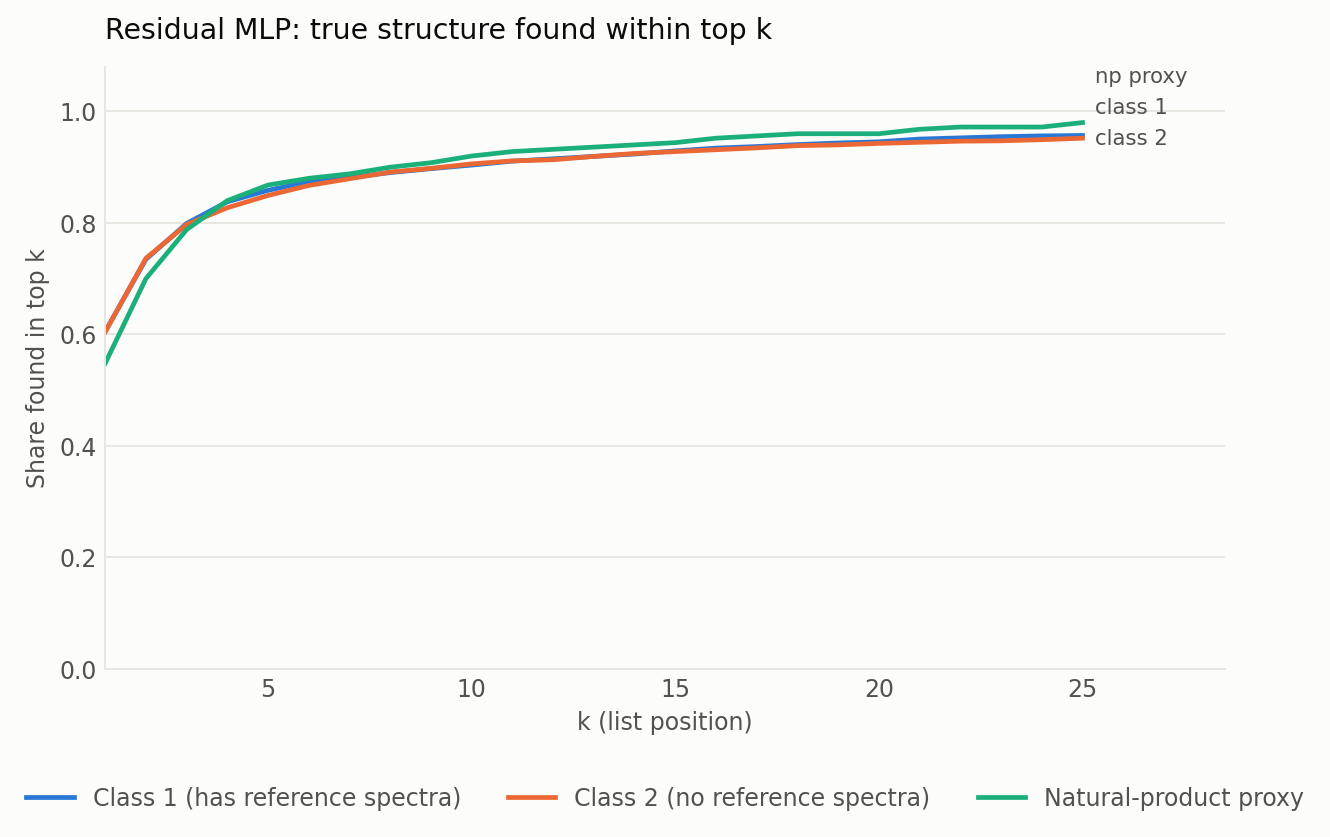 Residual MLP: true structure found within top k
np proxy
class 1
class 2
1.0
0.8
0.6
0.4
0.2
0.0
Share found in top k
5 10 15 20 25
k (list position)
Class 1 (has reference spectra) Class 2 (no reference spectra) Natural-product proxy